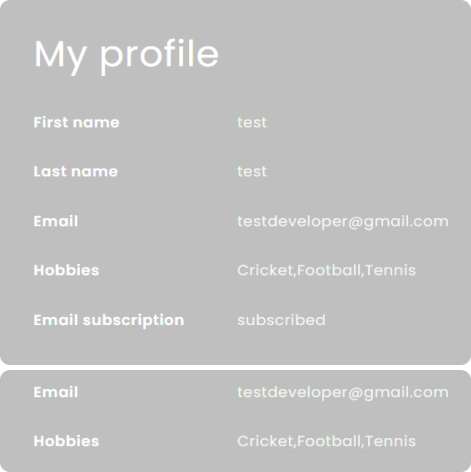 My profile
First name test
Last name test
Email testdeveloper@gmail.com
Hobbies Cricket,Football,Tennis
Email subscription subscribed
Email testdeveloper@gmail.com
Hobbies Cricket,Football,Tennis